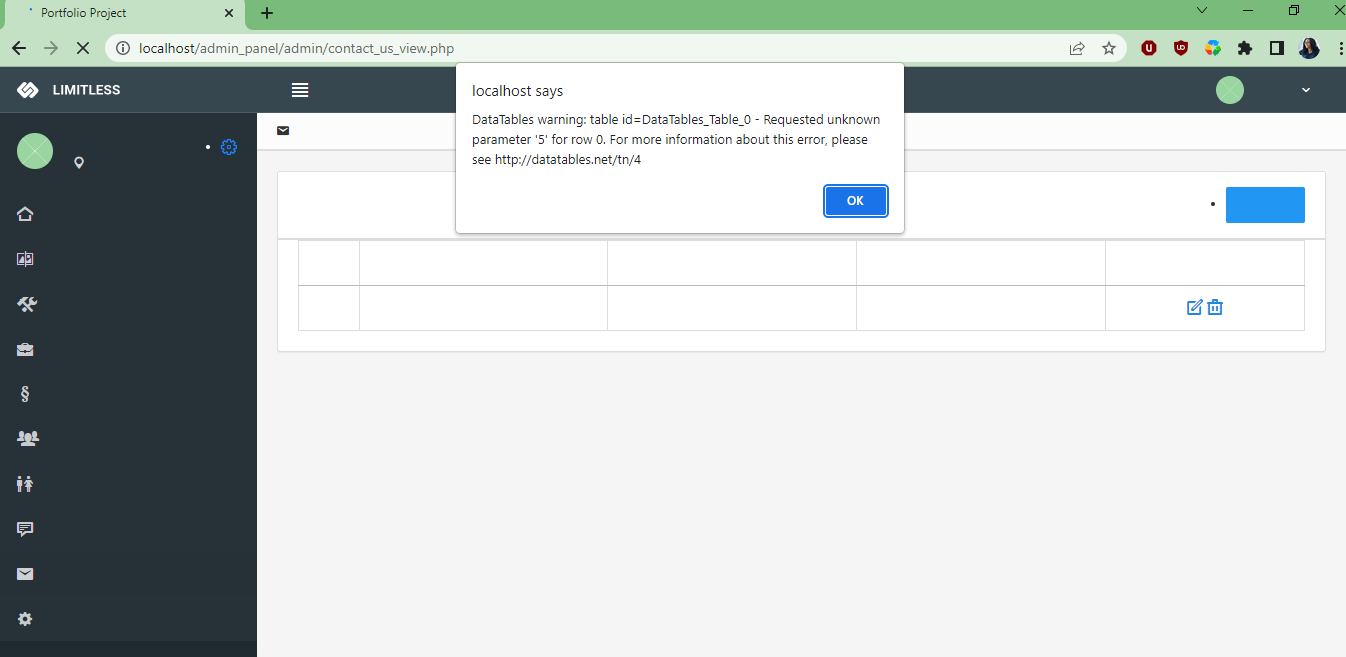 Portfolio Project
localhost/admin_panel/admin/contact_us_view.php
LIMITLESS
localhost says
DataTables warning: table id=DataTables_Table_0 - Requested unknown
parameter '5' for row 0. For more information about this error, please
see http://datatables.net/tn/4
OK